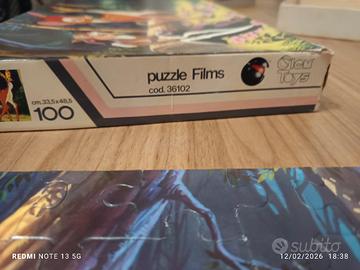 puzzle Films
cod. 36102
Toys
cm.33,5x48,5
100
subito
REDMI NOTE 13 5G
12/02/2026 18:38